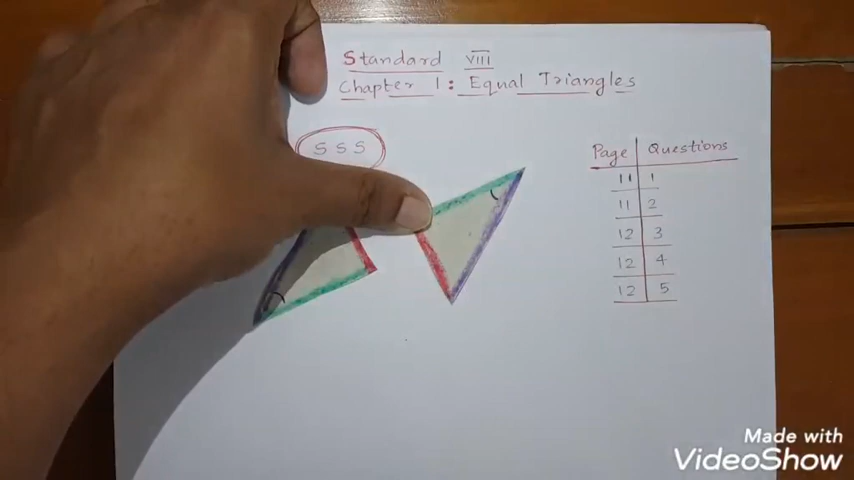 Standard VIII
Chapter 1: Equal Triangles
SSS
Page Questions
11 1
11 2
12 3
12 4
12 5
Made with
VideoShow